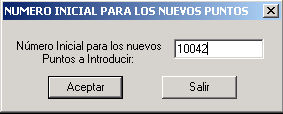 NUMERO INICIAL PARA LOS NUEVOS PUNTOS
Número Inicial para los nuevos
Puntos a Introducir:
10042
Aceptar
Salir